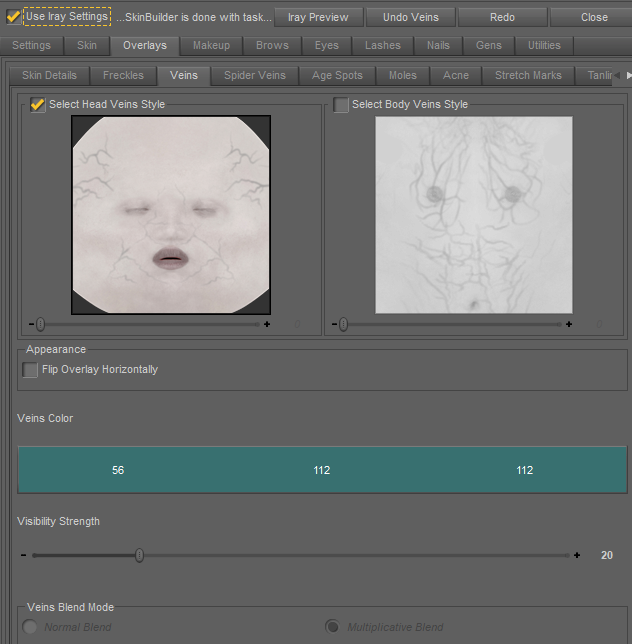 Use Iray Settings ...SkinBuilder is done with task... Iray Preview Undo Veins Redo Close
Settings Skin Overlays Makeup Brows Eyes Lashes Nails Gens Utilities
Skin Details Freckles Veins Spider Veins Age Spots Moles Acne Stretch Marks Tanlin
Select Head Veins Style Select Body Veins Style
- + 0 - + 0
Appearance
Flip Overlay Horizontally
Veins Color
56 112 112
Visibility Strength
- + 20
Veins Blend Mode
Normal Blend Multiplicative Blend